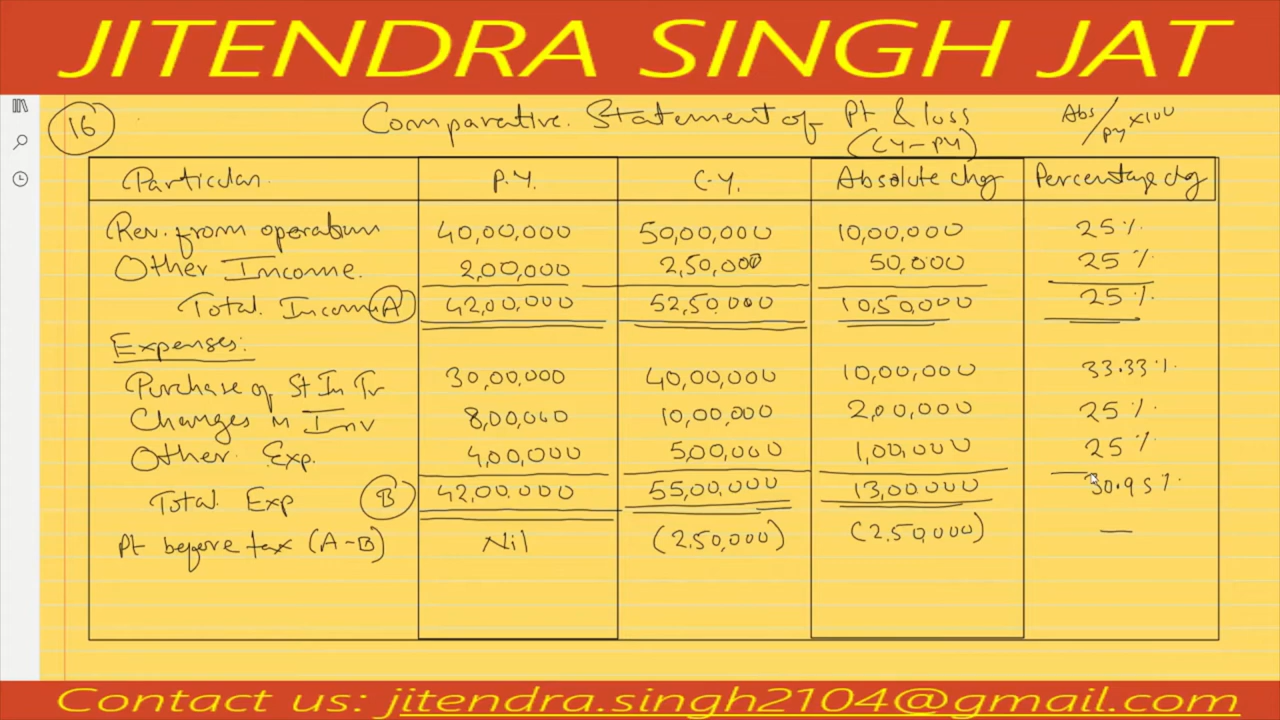 JITENDRA SINGH JAT
16 Comparative Statement of Pt & loss Abs/PY×100
(CY-PY)
Particular P.Y. C.Y. Absolute chg Percentage chg
Rev. from operation 40,00,000 50,00,000 10,00,000 25%
Other Income. 2,00,000 2,50,000 50,000 25%
Total Income A 42,00,000 52,50,000 10,50,000 25%
Expenses:
Purchase of St In Tr 30,00,000 40,00,000 10,00,000 33.33%
Changes in Inv 8,00,000 10,00,000 2,00,000 25%
Other Exp. 4,00,000 5,00,000 1,00,000 25%
Total Exp B 42,00,000 55,00,000 13,00,000 30.95%
Pt before tax (A-B) Nil (2,50,000) (2,50,000) —
Contact us: jitendra.singh2104@gmail.com